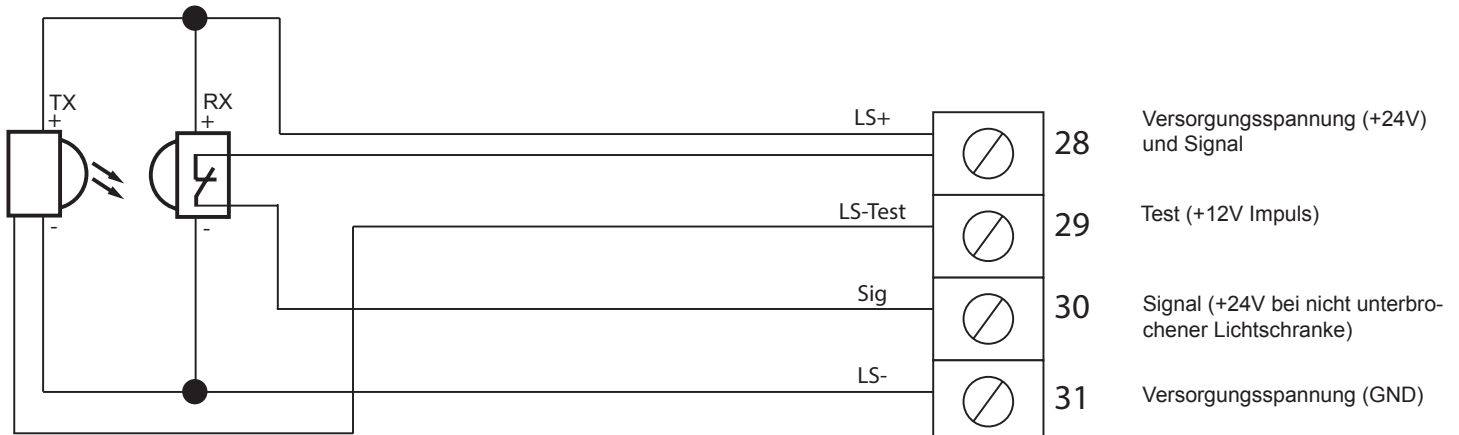 TX
+
-
RX
+
-
LS+
28
Versorgungsspannung (+24V)
und Signal
LS-Test
29
Test (+12V Impuls)
Sig
30
Signal (+24V bei nicht unterbro-
chener Lichtschranke)
LS-
31
Versorgungsspannung (GND)